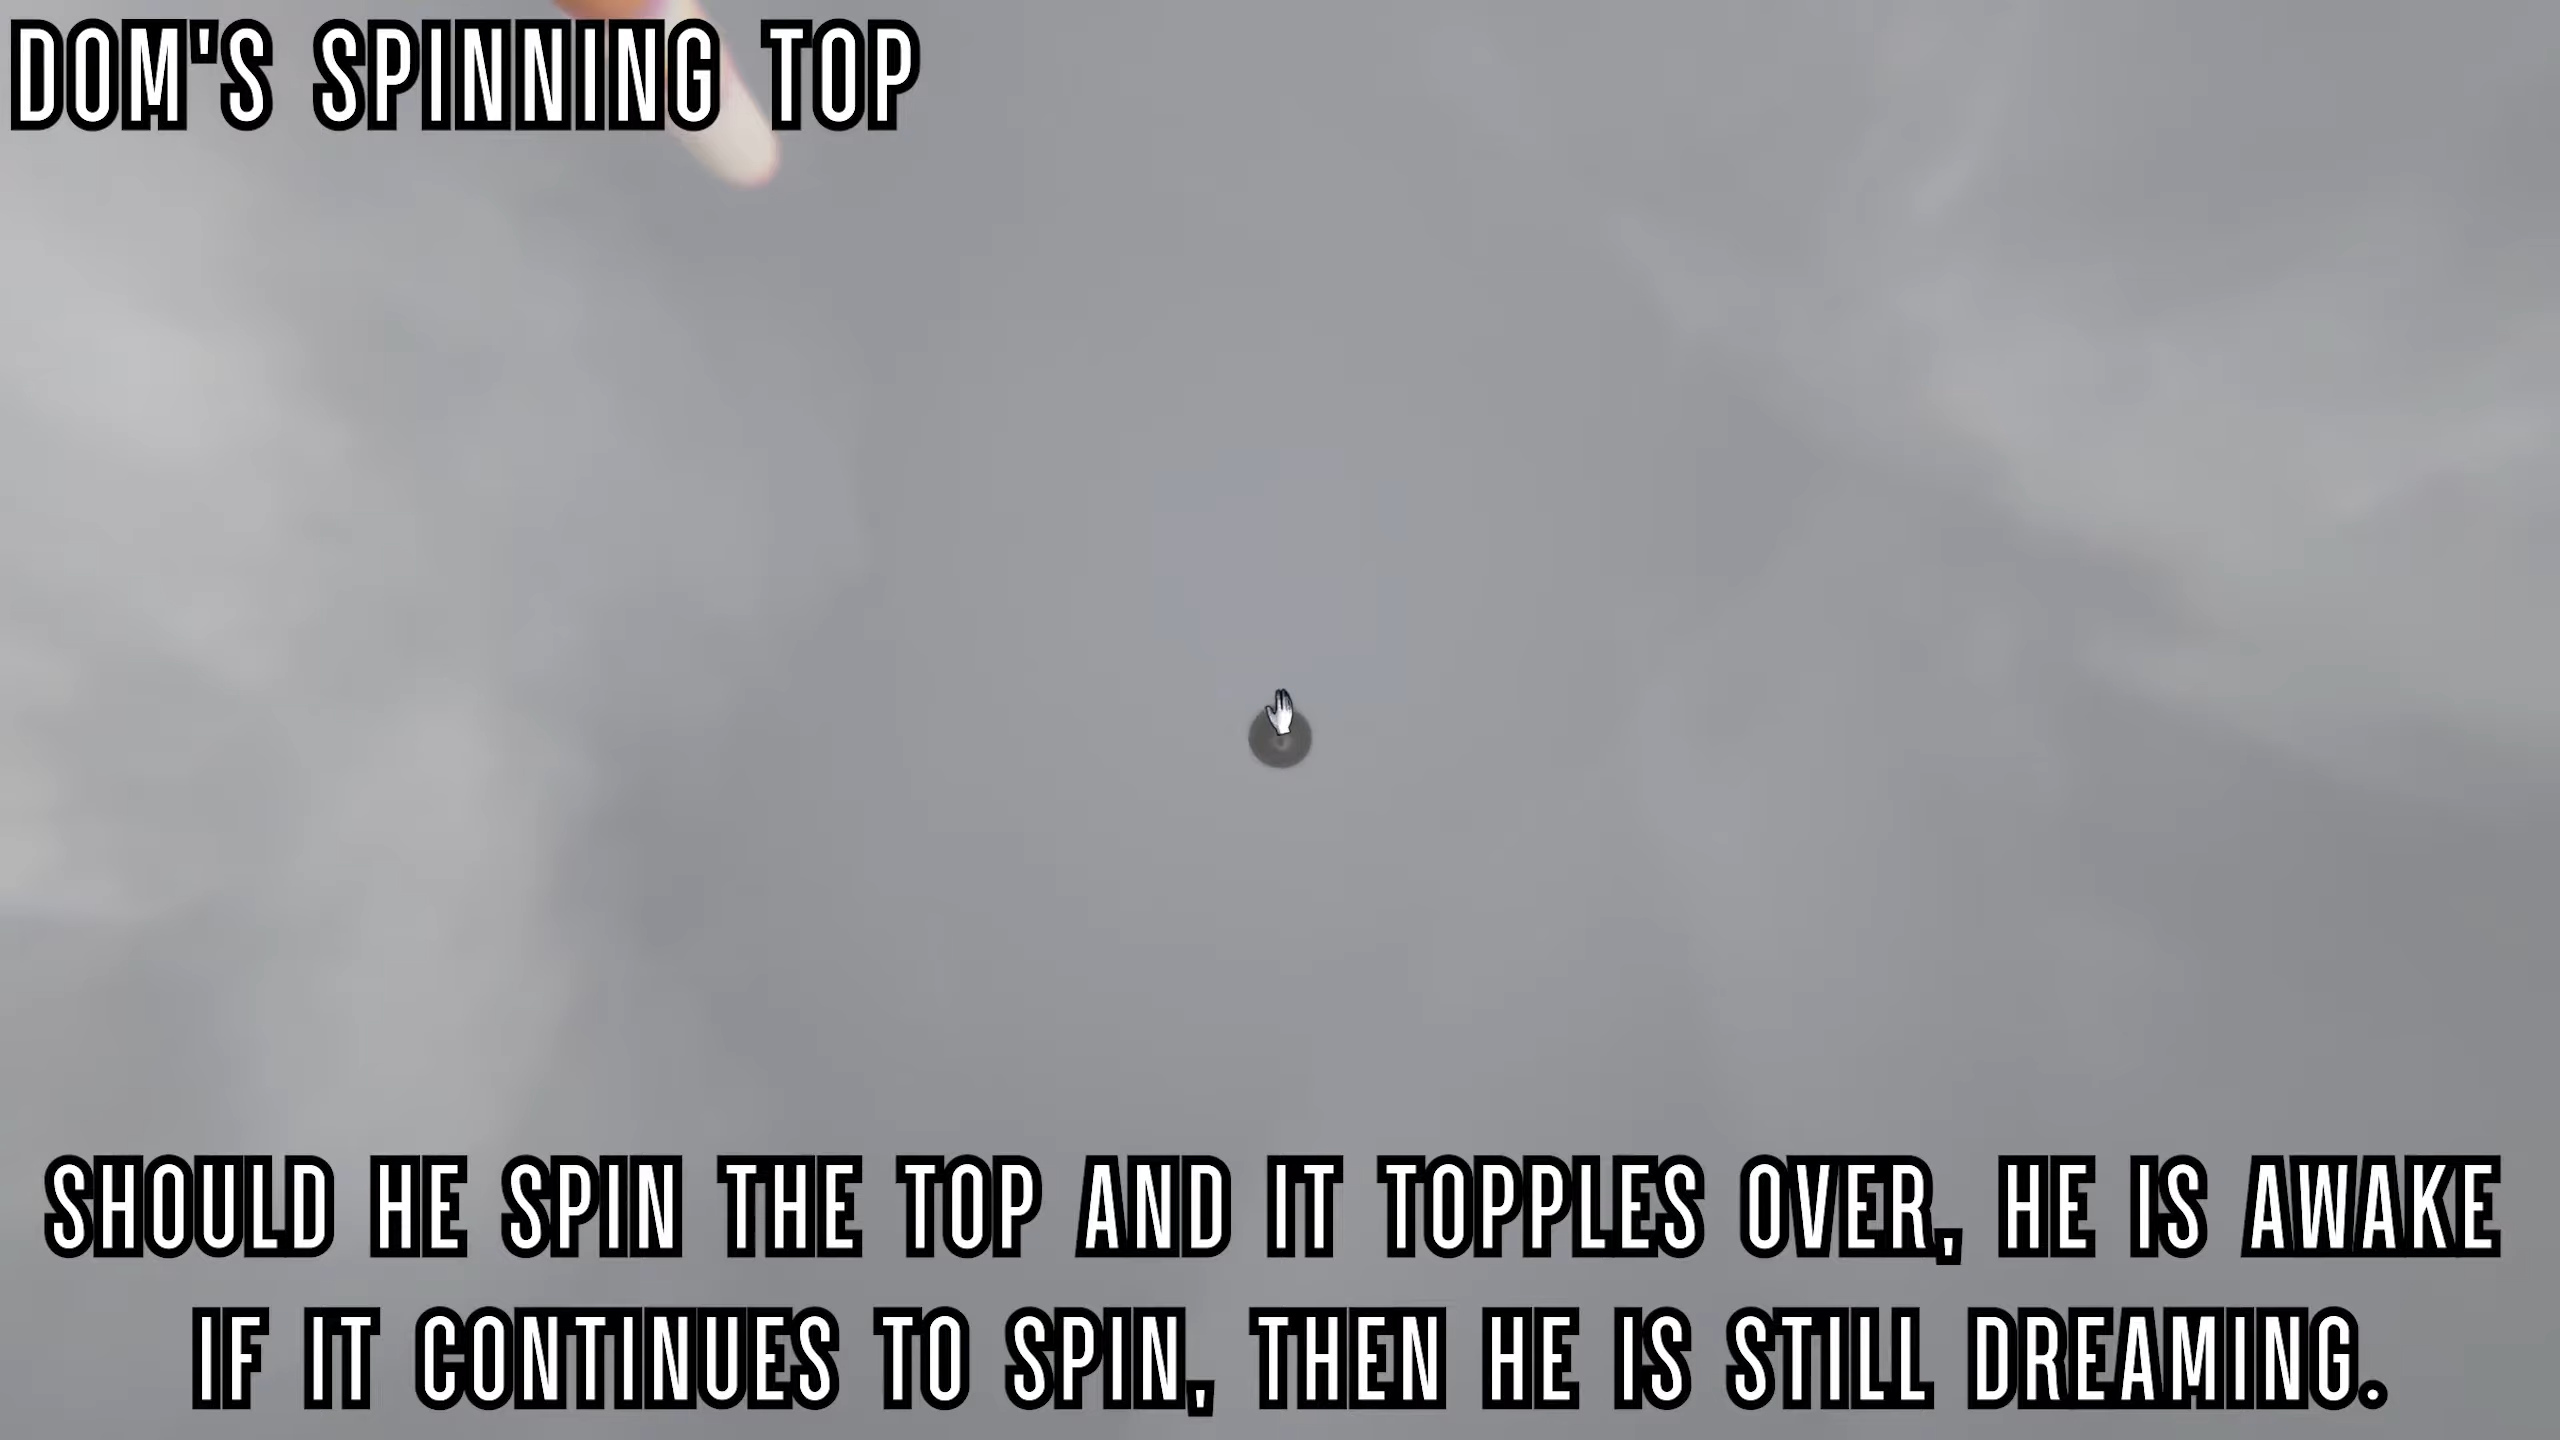 DOM'S SPINNING TOP
SHOULD HE SPIN THE TOP AND IT TOPPLES OVER, HE IS AWAKE
IF IT CONTINUES TO SPIN, THEN HE IS STILL DREAMING.